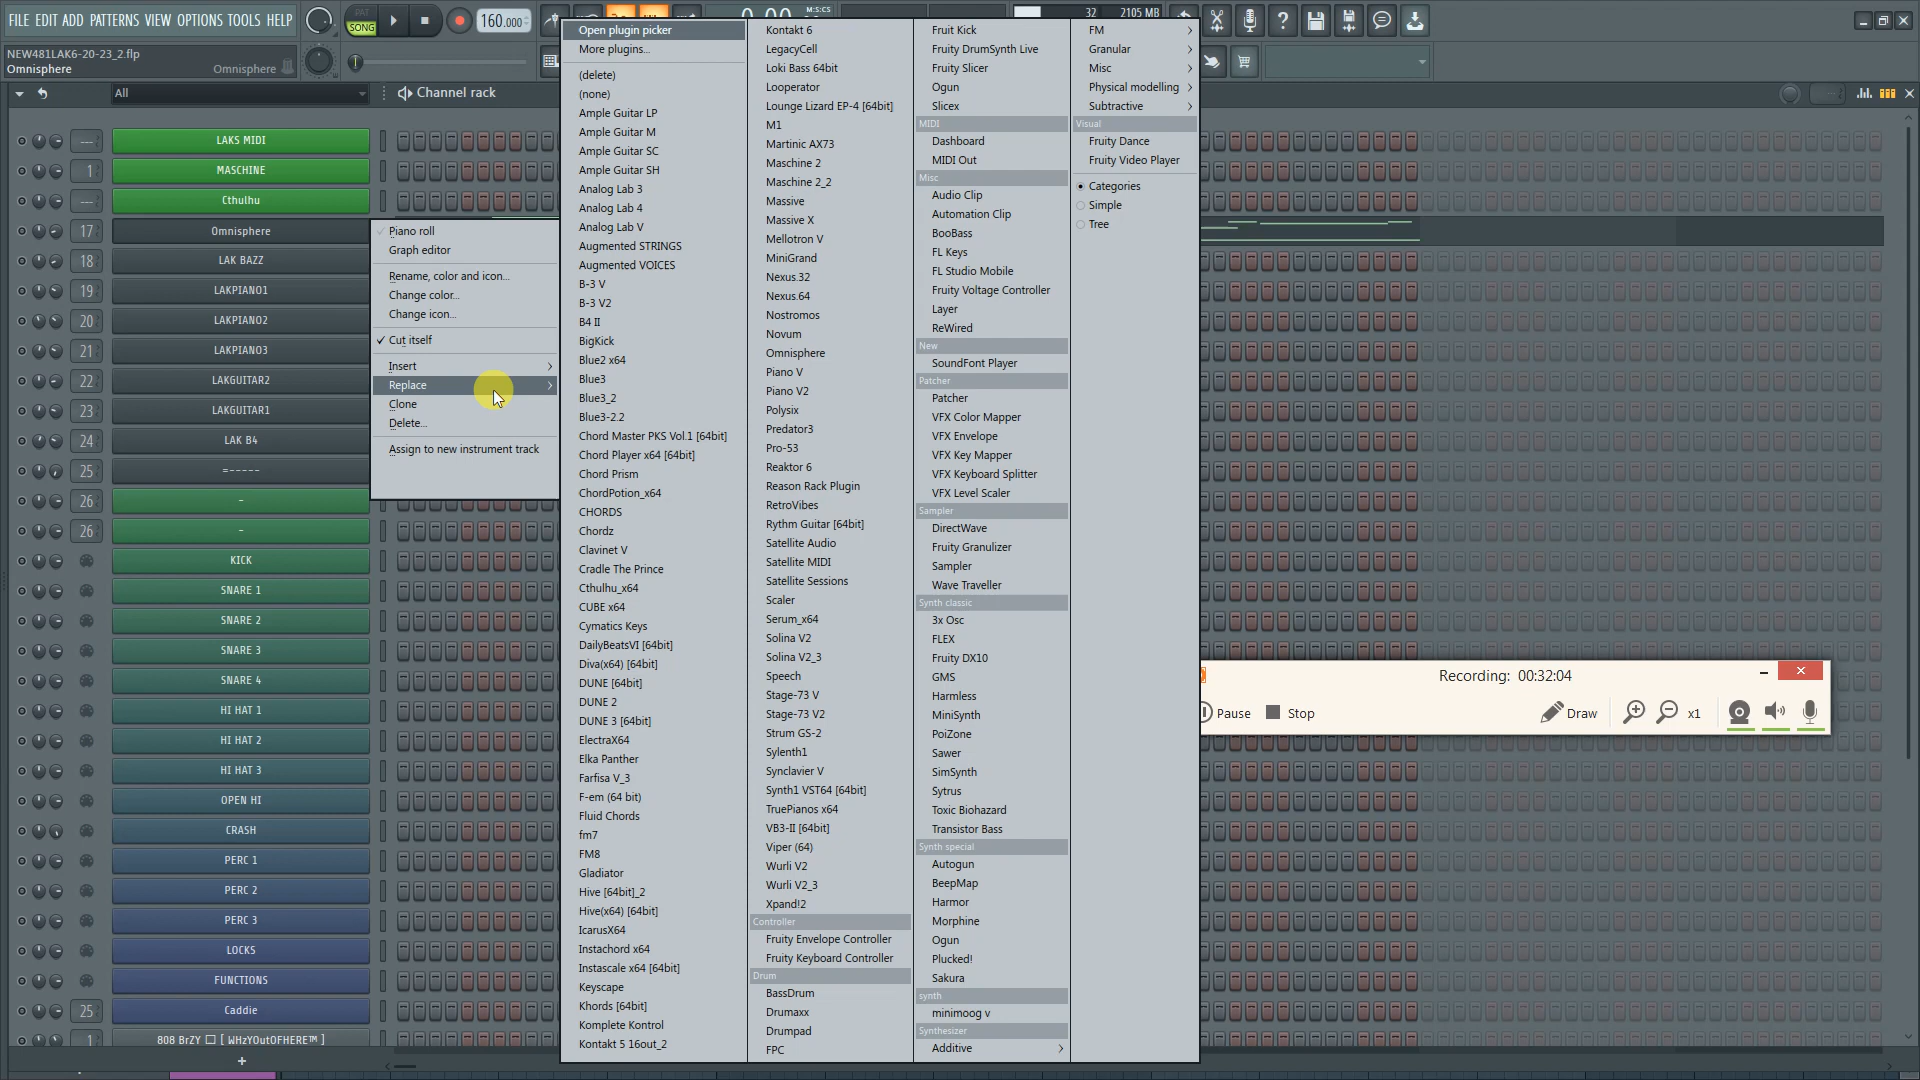 FILE EDIT ADD PATTERNS VIEW OPTIONS TOOLS HELP
PAT
SONG
160.000
M:S:CS
32
2105 MB
NEW481LAK6-20-23_2.flp
Omnisphere
Omnisphere
All
Channel rack
LAKS MIDI
1
MASCHINE
Cthulhu
17
Omnisphere
18
LAK BAZZ
19
LAKPIANO1
20
LAKPIANO2
21
LAKPIANO3
22
LAKGUITAR2
23
LAKGUITAR1
24
LAK B4
25
=-----
26
-
26
-
KICK
SNARE 1
SNARE 2
SNARE 3
SNARE 4
HI HAT 1
HI HAT 2
HI HAT 3
OPEN HI
CRASH
PERC 1
PERC 2
PERC 3
LOCKS
FUNCTIONS
25
Caddie
1
808 BrZY ☐ [ WHzYOutOFHERE™ ]
+
Piano roll
Graph editor
Rename, color and icon...
Change color...
Change icon...
Cut itself
Insert
Replace
Clone
Delete...
Assign to new instrument track
Open plugin picker
More plugins...
(delete)
(none)
Ample Guitar LP
Ample Guitar M
Ample Guitar SC
Ample Guitar SH
Analog Lab 3
Analog Lab 4
Analog Lab V
Augmented STRINGS
Augmented VOICES
B-3 V
B-3 V2
B4 II
BigKick
Blue2 x64
Blue3
Blue3_2
Blue3-2.2
Chord Master PKS Vol.1 [64bit]
Chord Player x64 [64bit]
Chord Prism
ChordPotion_x64
CHORDS
Chordz
Clavinet V
Cradle The Prince
Cthulhu_x64
CUBE x64
Cymatics Keys
DailyBeatsVI [64bit]
Diva(x64) [64bit]
DUNE [64bit]
DUNE 2
DUNE 3 [64bit]
ElectraX64
Elka Panther
Farfisa V_3
F-em (64 bit)
Fluid Chords
fm7
FM8
Gladiator
Hive [64bit]_2
Hive(x64) [64bit]
IcarusX64
Instachord x64
Instascale x64 [64bit]
Keyscape
Khords [64bit]
Komplete Kontrol
Kontakt 5 16out_2
Kontakt 6
LegacyCell
Loki Bass 64bit
Looperator
Lounge Lizard EP-4 [64bit]
M1
Martinic AX73
Maschine 2
Maschine 2_2
Massive
Massive X
Mellotron V
MiniGrand
Nexus.32
Nexus.64
Nostromos
Novum
Omnisphere
Piano V
Piano V2
Polysix
Predator3
Pro-53
Reaktor 6
Reason Rack Plugin
RetroVibes
Rythm Guitar [64bit]
Satellite Audio
Satellite MIDI
Satellite Sessions
Scaler
Serum_x64
Solina V2
Solina V2_3
Speech
Stage-73 V
Stage-73 V2
Strum GS-2
Sylenth1
Synclavier V
Synth1 VST64 [64bit]
TruePianos x64
VB3-II [64bit]
Viper (64)
Wurli V2
Wurli V2_3
Xpand!2
Controller
Fruity Envelope Controller
Fruity Keyboard Controller
Drum
BassDrum
Drumaxx
Drumpad
FPC
Fruit Kick
Fruity DrumSynth Live
Fruity Slicer
Ogun
Slicex
MIDI
Dashboard
MIDI Out
Misc
Audio Clip
Automation Clip
BooBass
FL Keys
FL Studio Mobile
Fruity Voltage Controller
Layer
ReWired
New
SoundFont Player
Patcher
Patcher
VFX Color Mapper
VFX Envelope
VFX Key Mapper
VFX Keyboard Splitter
VFX Level Scaler
Sampler
DirectWave
Fruity Granulizer
Sampler
Wave Traveller
Synth classic
3x Osc
FLEX
Fruity DX10
GMS
Harmless
MiniSynth
PoiZone
Sawer
SimSynth
Sytrus
Toxic Biohazard
Transistor Bass
Synth special
Autogun
BeepMap
Harmor
Morphine
Ogun
Plucked!
Sakura
synth
minimoog v
Synthesizer
Additive
FM
Granular
Misc
Physical modelling
Subtractive
Visual
Fruity Dance
Fruity Video Player
Categories
Simple
Tree
Recording: 00:32:04
Pause
Stop
Draw
x1